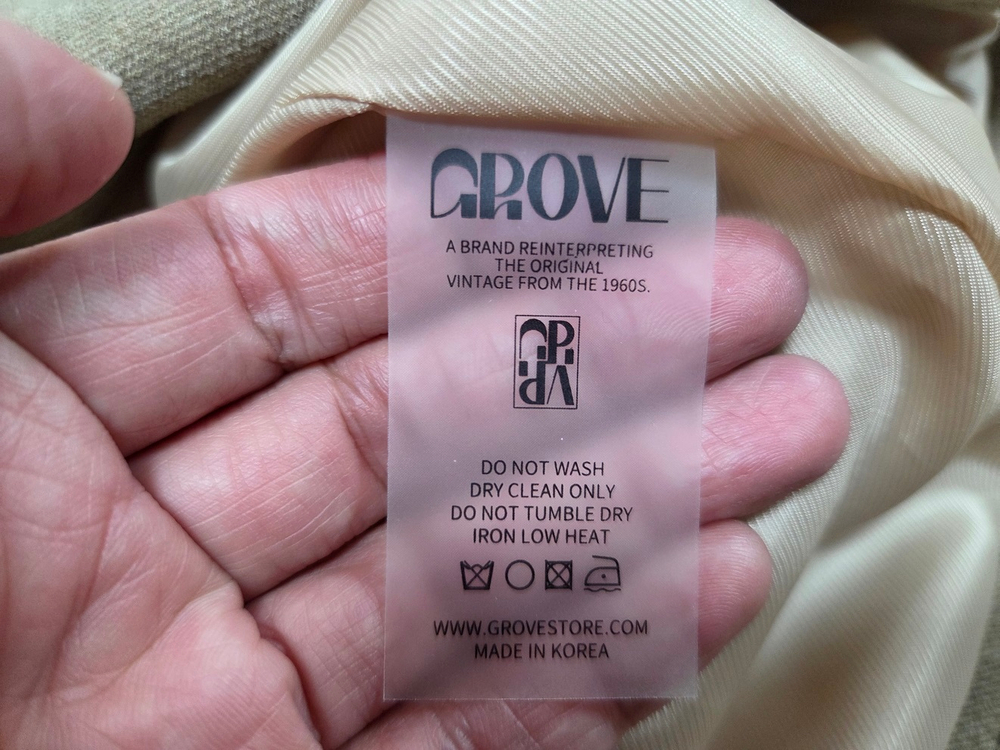 GROVE
A BRAND REINTERPRETING
THE ORIGINAL
VINTAGE FROM THE 1960S.
DO NOT WASH
DRY CLEAN ONLY
DO NOT TUMBLE DRY
IRON LOW HEAT
WWW.GROVESTORE.COM
MADE IN KOREA